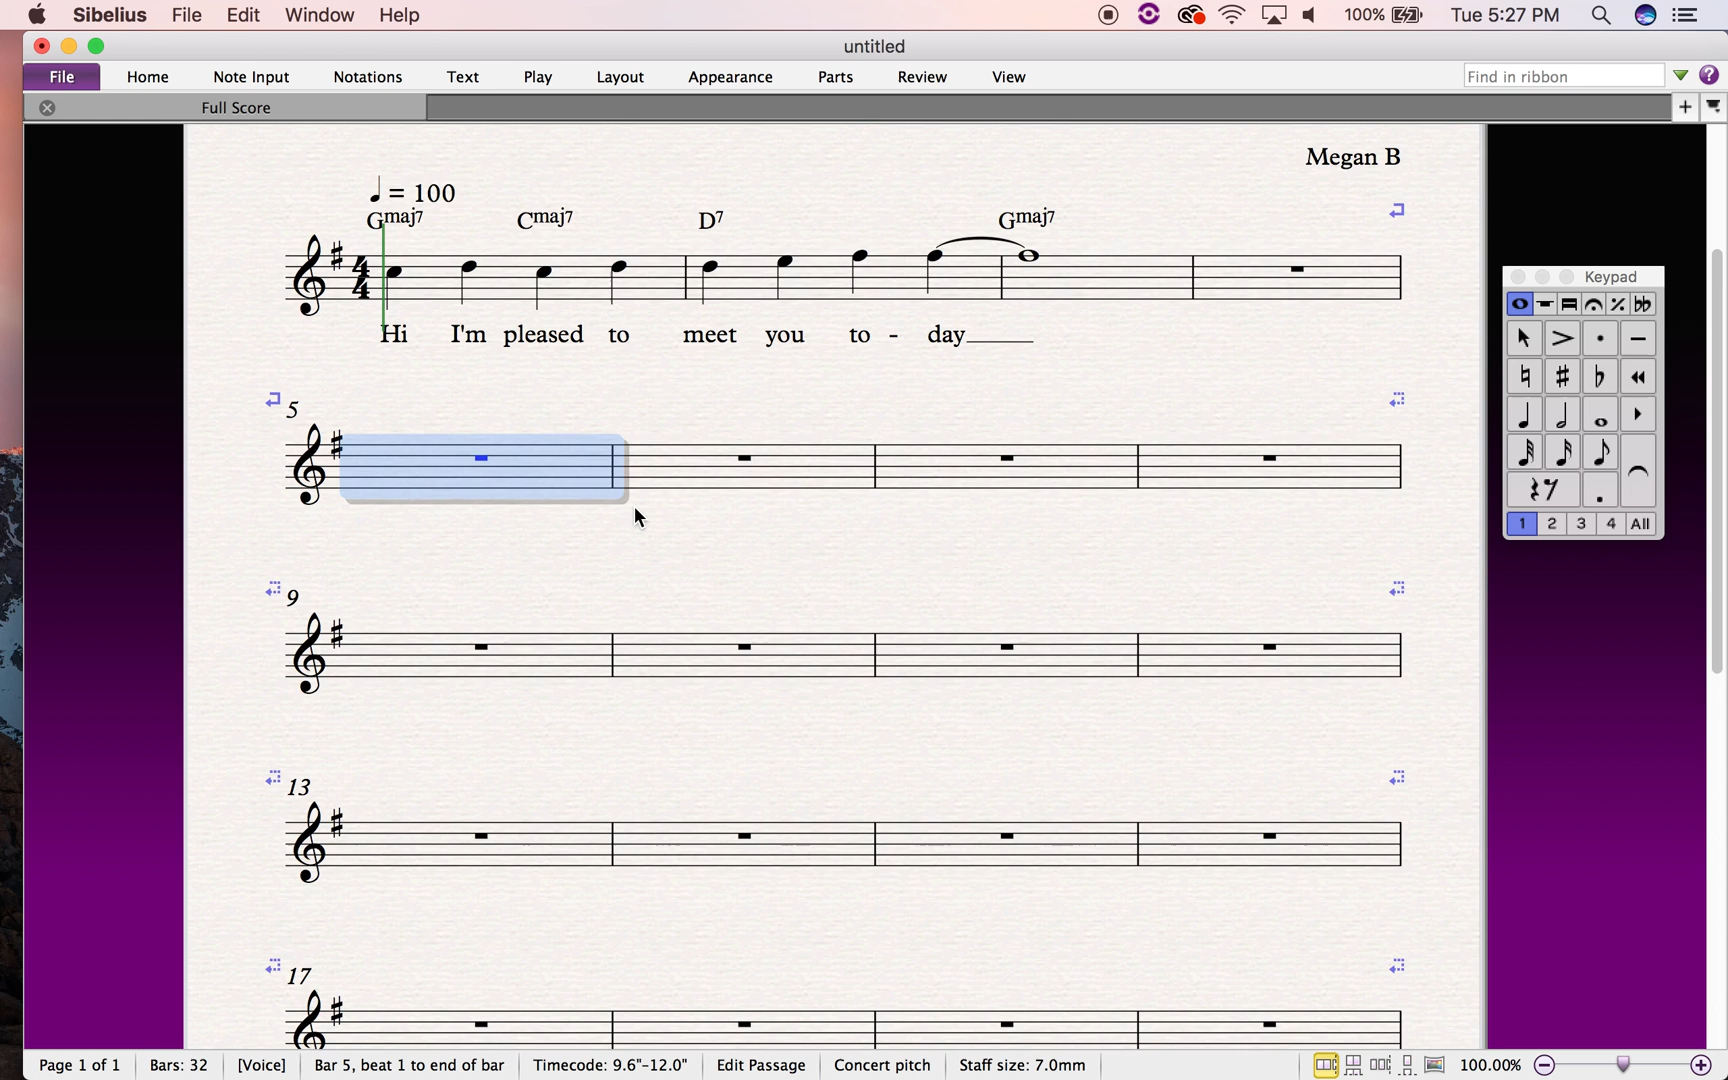 Sibelius File Edit Window Help 100% Tue 5:27 PM
untitled
File Home Note Input Notations Text Play Layout Appearance Parts Review View Find in ribbon ?
Full Score +
Megan B
= 100
Gmaj7 Cmaj7 D7 Gmaj7
4
4
Hi I'm pleased to meet you to - day____
Keypad
5
9
13
17
1 2 3 4 All
Page 1 of 1 Bars: 32 [Voice] Bar 5, beat 1 to end of bar Timecode: 9.6"-12.0" Edit Passage Concert pitch Staff size: 7.0mm 100.00%